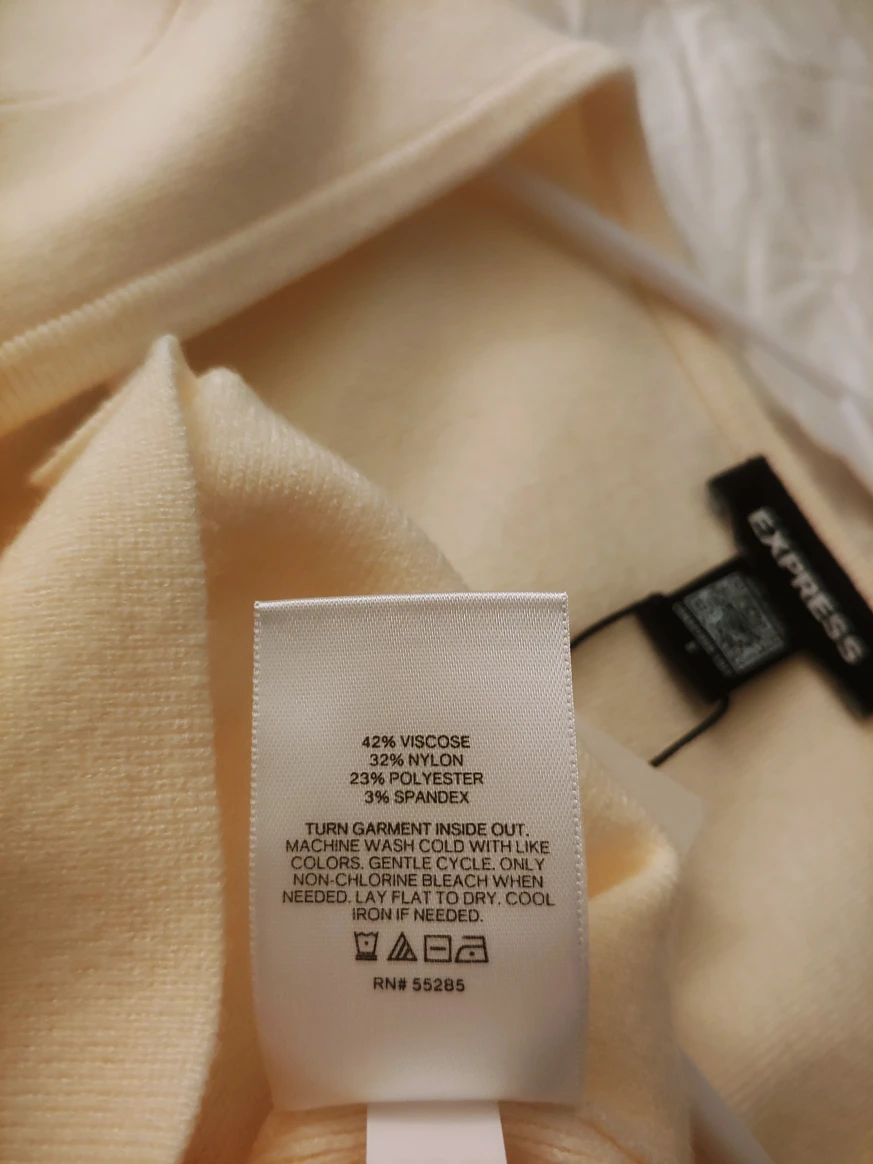 EXPRESS
42% VISCOSE
32% NYLON
23% POLYESTER
3% SPANDEX
TURN GARMENT INSIDE OUT.
MACHINE WASH COLD WITH LIKE
COLORS. GENTLE CYCLE. ONLY
NON-CHLORINE BLEACH WHEN
NEEDED. LAY FLAT TO DRY. COOL
IRON IF NEEDED.
RN# 55285